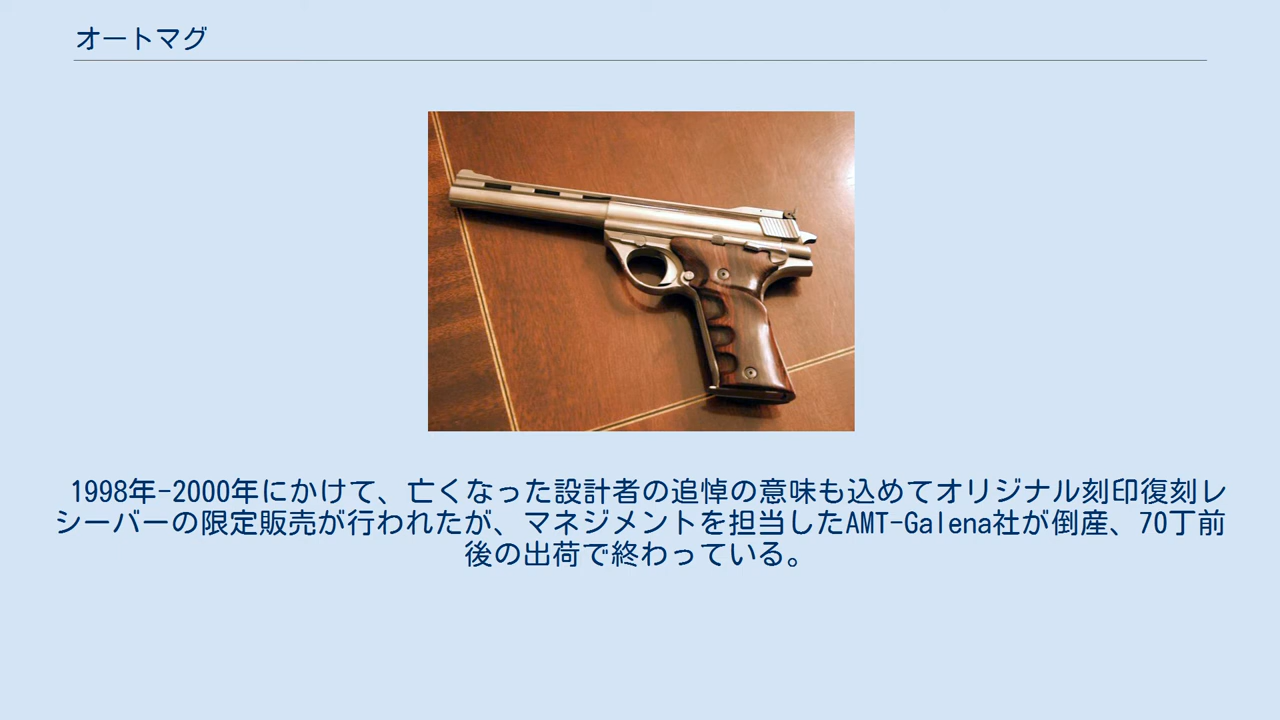 オートマグ
1998年-2000年にかけて、亡くなった設計者の追悼の意味も込めてオリジナル刻印復刻レ
シーバーの限定販売が行われたが、マネジメントを担当したAMT-Galena社が倒産、70丁前
後の出荷で終わっている。